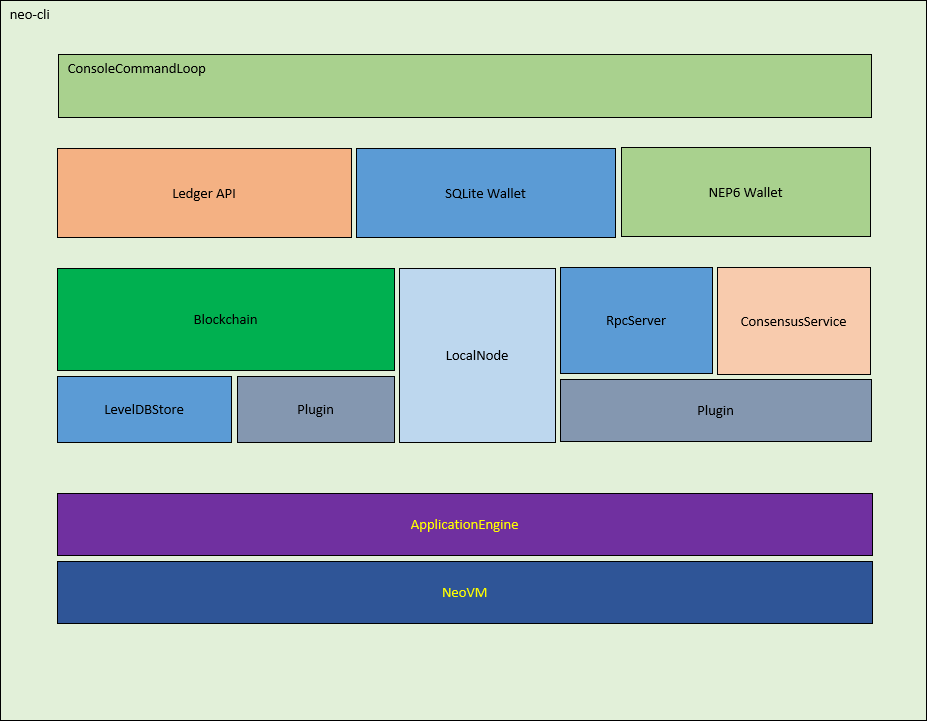 neo-cli
ConsoleCommandLoop
Ledger API
SQLite Wallet
NEP6 Wallet
Blockchain
LocalNode
RpcServer
ConsensusService
LevelDBStore
Plugin
Plugin
ApplicationEngine
NeoVM